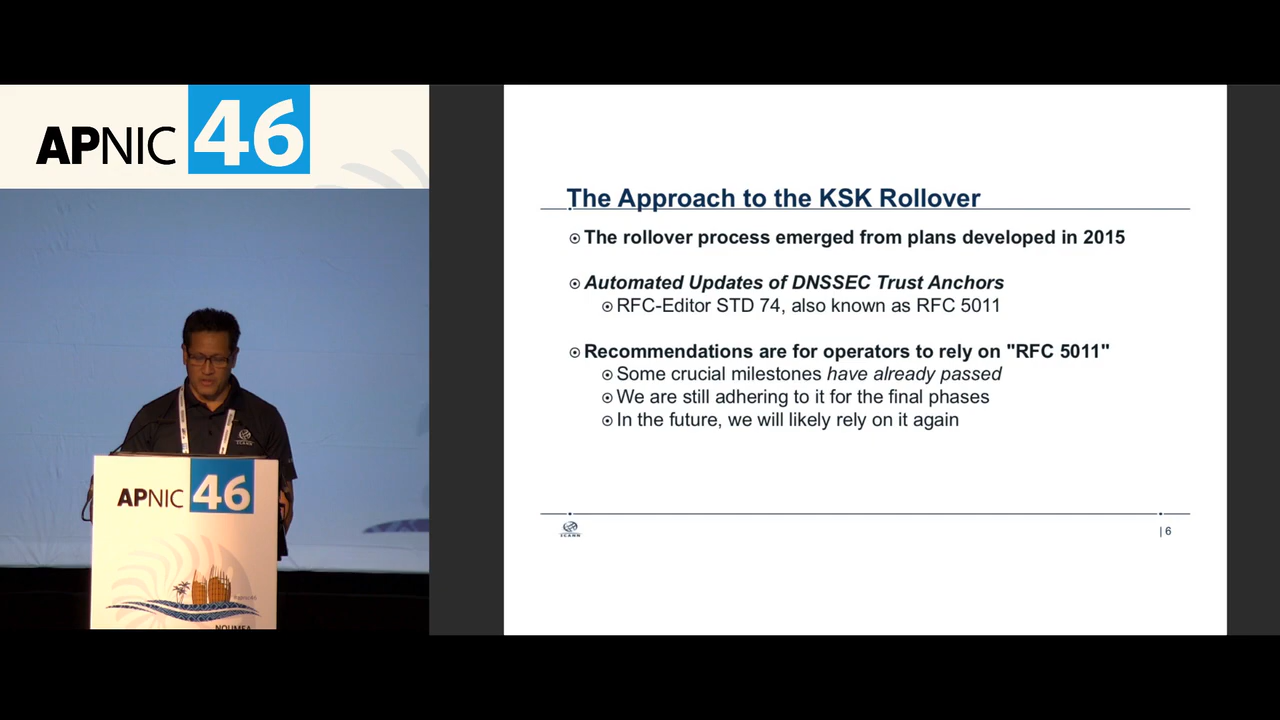 APNIC 46
The Approach to the KSK Rollover
The rollover process emerged from plans developed in 2015
Automated Updates of DNSSEC Trust Anchors
RFC-Editor STD 74, also known as RFC 5011
Recommendations are for operators to rely on "RFC 5011"
Some crucial milestones have already passed
We are still adhering to it for the final phases
In the future, we will likely rely on it again
ICANN
| 6
ICANN
APNIC 46
NOUMEA